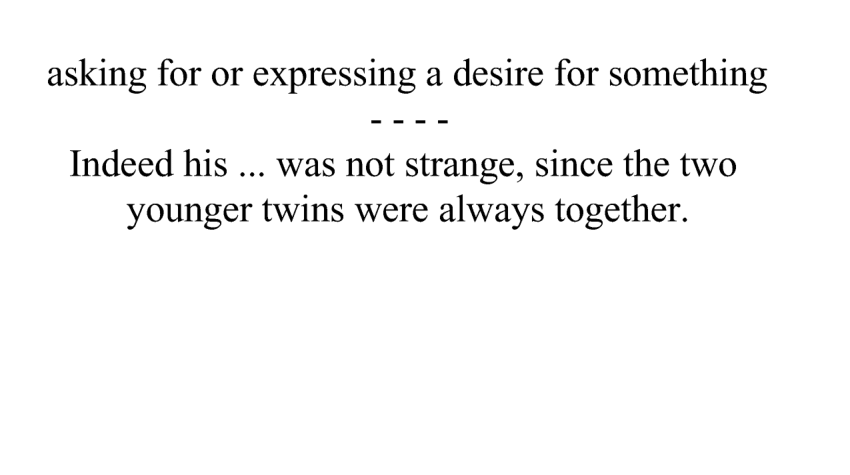 asking for or expressing a desire for something
- - - -
Indeed his ... was not strange, since the two
younger twins were always together.